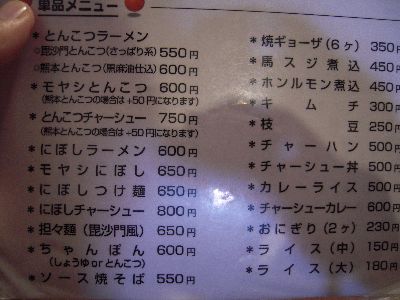 単品メニュー
* とんこつラーメン
○毘沙門とんこつ(さっぱり系) 550円
○熊本とんこつ(黒麻油仕込) 600円
* モヤシとんこつ 600円
(熊本とんこつの場合は+50円になります)
* とんこつチャーシュー 750円
(熊本とんこつの場合は+50円になります)
* にぼしラーメン 600円
* モヤシにぼし 650円
* にぼしつけ麺 650円
* にぼしチャーシュー 800円
* 担々麺(毘沙門風) 650円
* ちゃんぽん 600円
(しょうゆorとんこつ)
* ソース焼そば 550円
* 焼ギョーザ(6ヶ) 350円
* 馬スジ煮込 450円
* ホンルモン煮込 450円
* キムチ 300円
* 枝豆 250円
* チャーハン 500円
* チャーシュー丼 500円
* カレーライス 500円
* チャーシューカレー 600円
* おにぎり(2ヶ) 230円
* ライス(中) 150円
* ライス(大) 180円